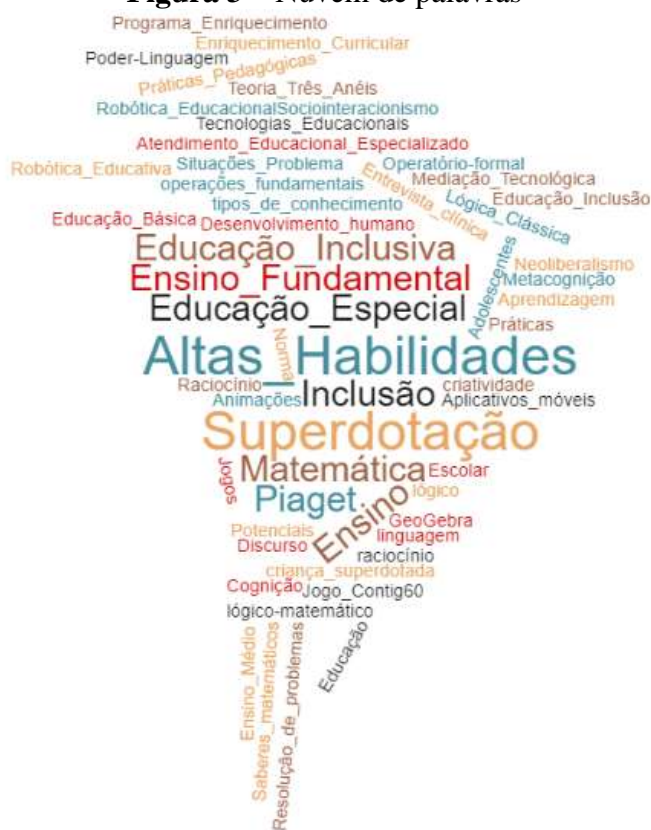 Figura 3 – Nuvem de palavras
Programa_Enriquecimento
Enriquecimento_Curricular
Poder-Linguagem
Práticas_Pedagógicas
Teoria_Três_Anéis
Robótica_Educacional
Sociointeracionismo
Tecnologias_Educacionais
Atendimento_Educacional_Especializado
Robótica_Educativa
Situações_Problema
Operatório-formal
Entrevista_clínica
Mediação_Tecnológica
operações_fundamentais
Lógica_Clássica
Educação_Inclusão
tipos_de_conhecimento
Educação_Básica
Desenvolvimento_humano
Adolescentes
Educação_Inclusiva
Neoliberalismo
Ensino_Fundamental
Metacognição
Aprendizagem
Educação_Especial
Práticas
Norma
Altas_Habilidades
Raciocínio
criatividade
Animações
Inclusão
Aplicativos_móveis
Superdotação
Matemática
Escolar
Jogos
Piaget
lógico
Ensino
GeoGebra
Potenciais
linguagem
Discurso
raciocínio
criança_superdotada
Cognição
Jogo_Contig60
lógico-matemático
Ensino_Médio
Saberes_matemáticos
Resolução_de_problemas
Educação